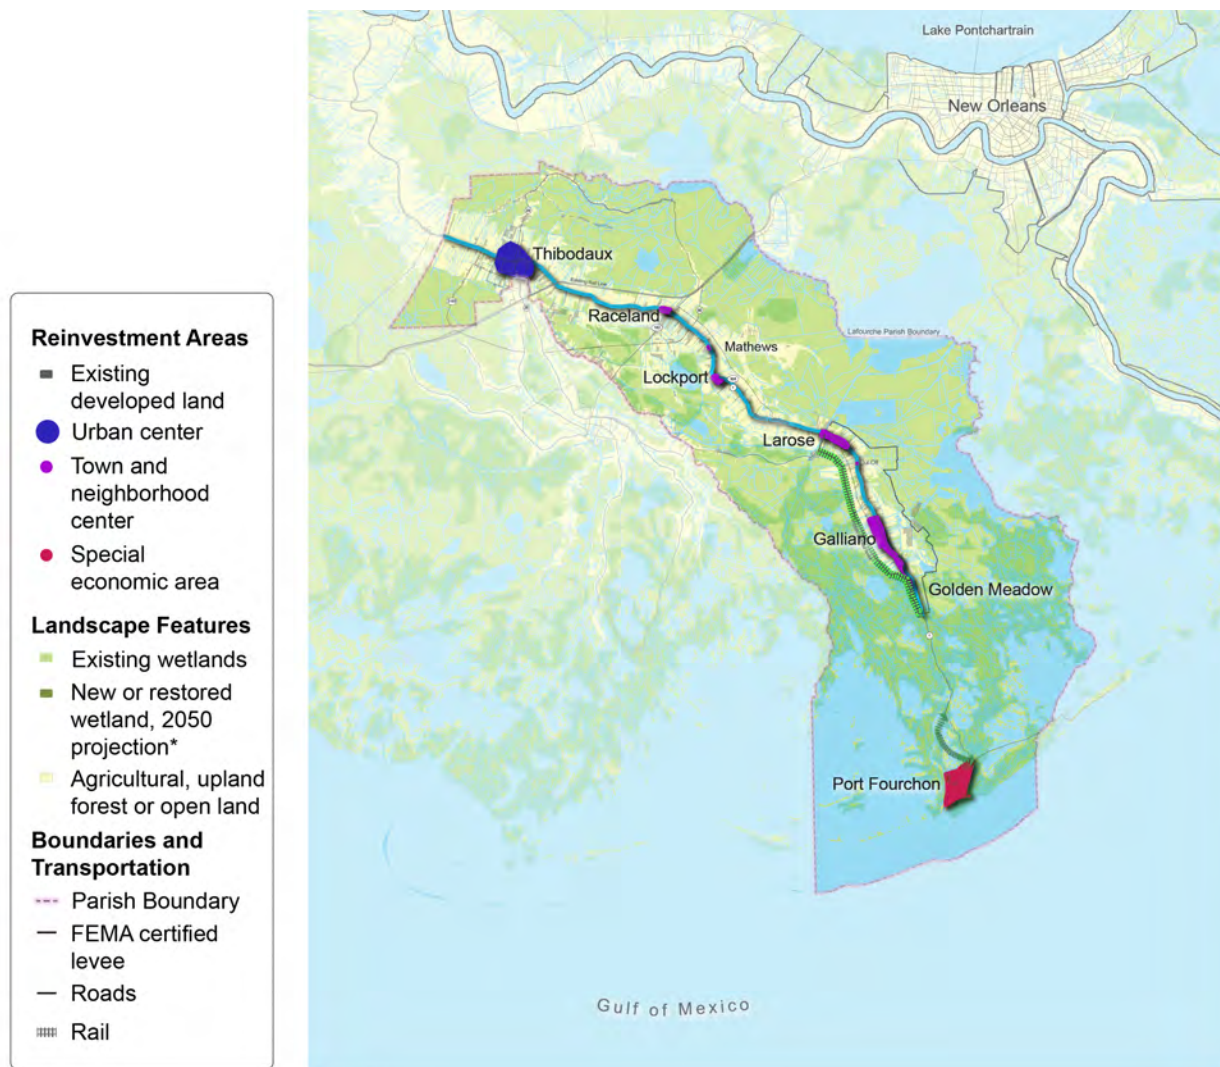 Lake Pontchartrain
New Orleans
Thibodaux
Existing Rail Line
Raceland
Mathews
Lafourche Parish Boundary
Lockport
Larose
Galliano
Golden Meadow
Port Fourchon
Gulf of Mexico
Reinvestment Areas
Existing
developed land
Urban center
Town and
neighborhood
center
Special
economic area
Landscape Features
Existing wetlands
New or restored
wetland, 2050
projection*
Agricultural, upland
forest or open land
Boundaries and
Transportation
Parish Boundary
FEMA certified
levee
Roads
Rail